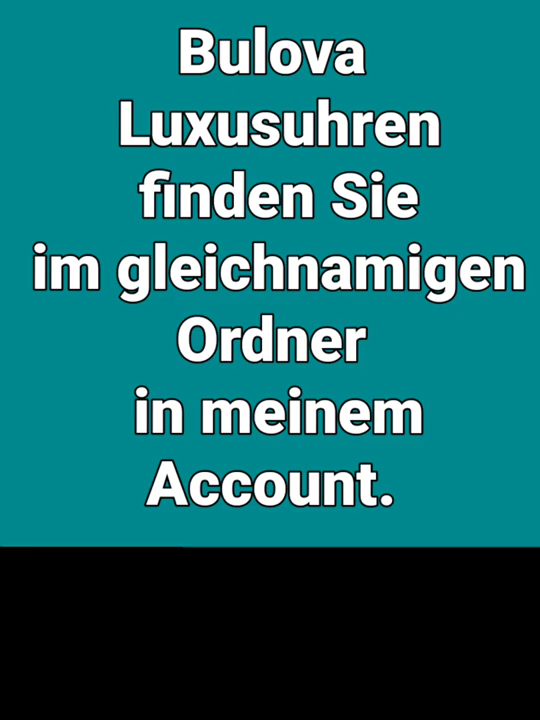 Bulova
Luxusuhren
finden Sie
im gleichnamigen
Ordner
in meinem
Account.